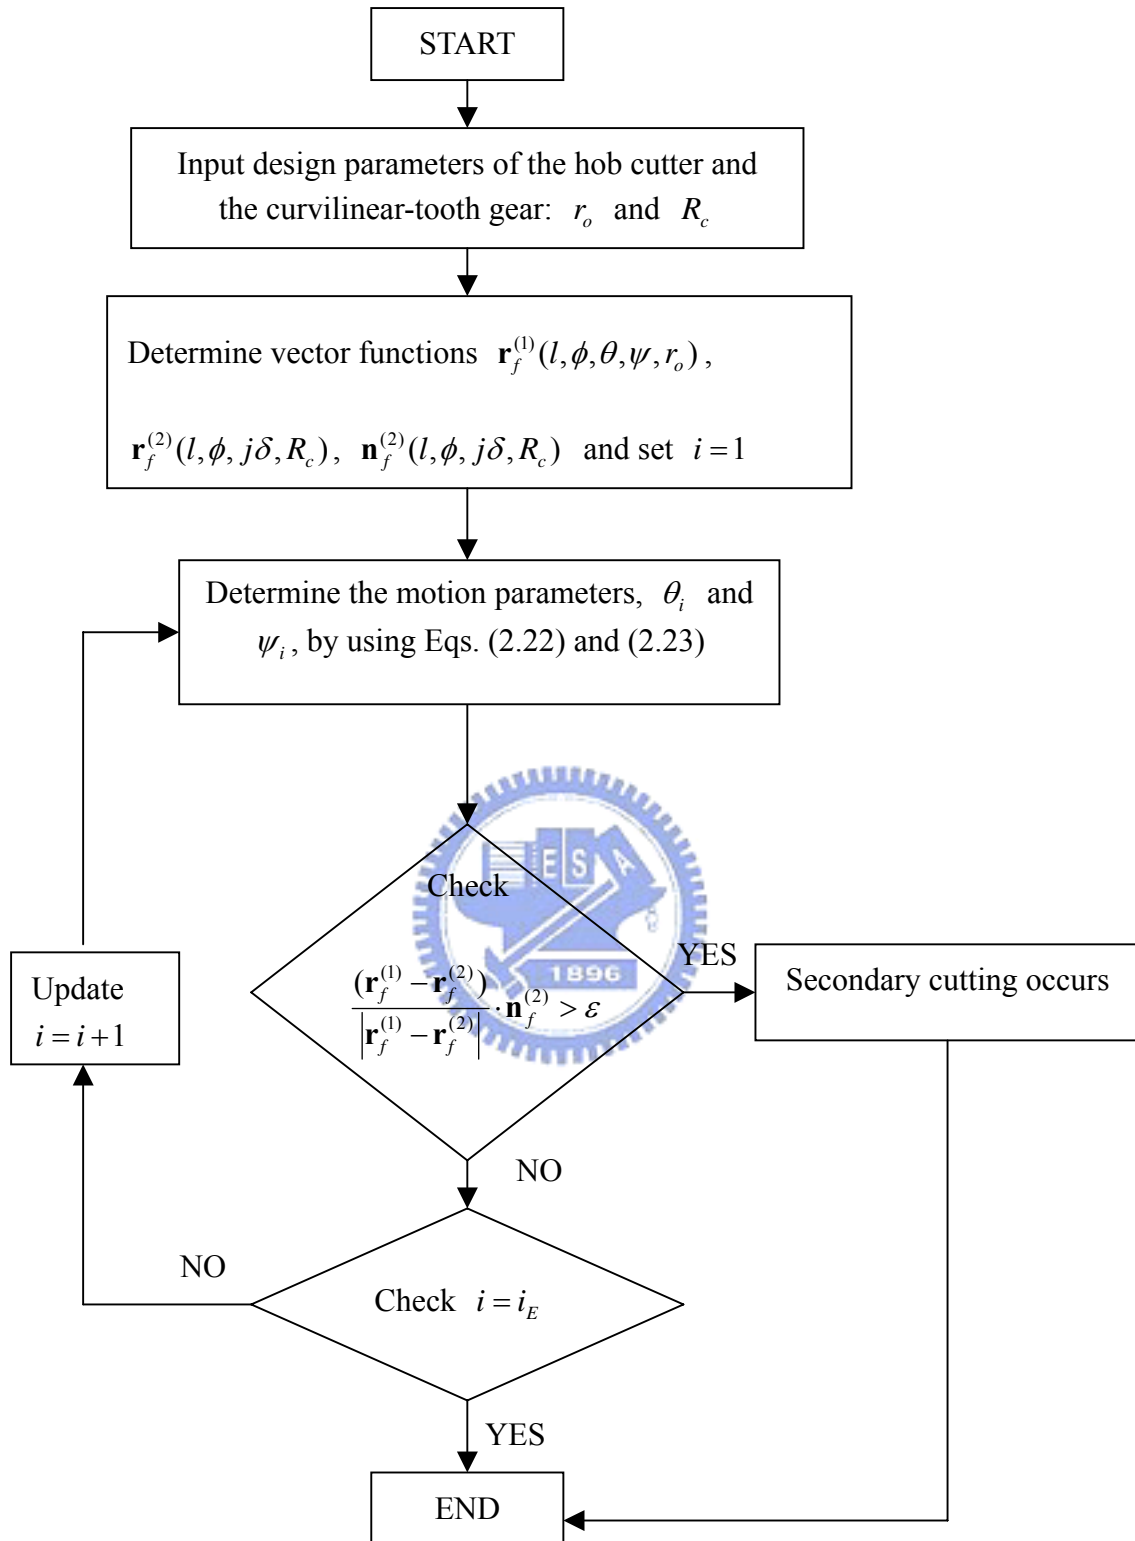 START
Input design parameters of the hob cutter and
the curvilinear-tooth gear: r_o and R_c
Determine vector functions r_f^(1)(l,ϕ,θ,ψ,r_o),
r_f^(2)(l,ϕ,jδ,R_c), n_f^(2)(l,ϕ,jδ,R_c) and set i=1
Determine the motion parameters, θ_i and
ψ_i, by using Eqs. (2.22) and (2.23)
E S A
1896
Check
(r_f^(1) − r_f^(2)) / |r_f^(1) − r_f^(2)| · n_f^(2) > ε
YES
Secondary cutting occurs
Update
i = i+1
NO
NO
Check i = i_E
YES
END